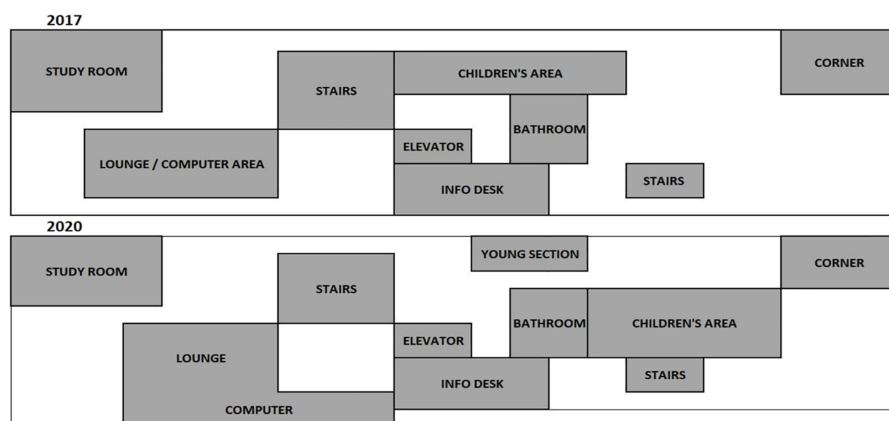 2017
STUDY ROOM
STAIRS
CHILDREN'S AREA
CORNER
BATHROOM
ELEVATOR
LOUNGE / COMPUTER AREA
INFO DESK
STAIRS
2020
STUDY ROOM
STAIRS
YOUNG SECTION
CORNER
BATHROOM
CHILDREN'S AREA
ELEVATOR
LOUNGE
INFO DESK
STAIRS
COMPUTER